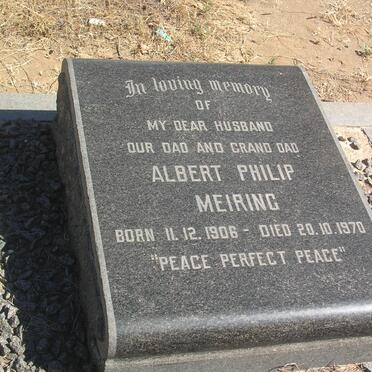 In loving memory
OF
MY DEAR HUSBAND
OUR DAD AND GRAND DAD
ALBERT PHILIP
MEIRING
BORN 11.12.1906 - DIED 20.10.1970
"PEACE PERFECT PEACE"